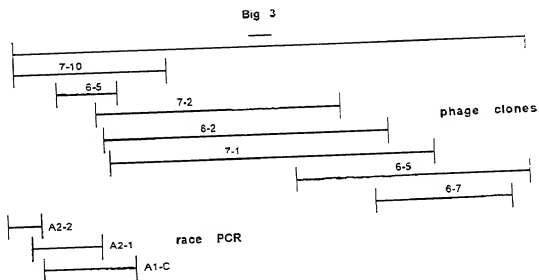 Big 3
7-10
6-5
7-2
phage clones
8-2
7-1
6-5
6-7
A2-2
A2-1
race PCR
A1-C